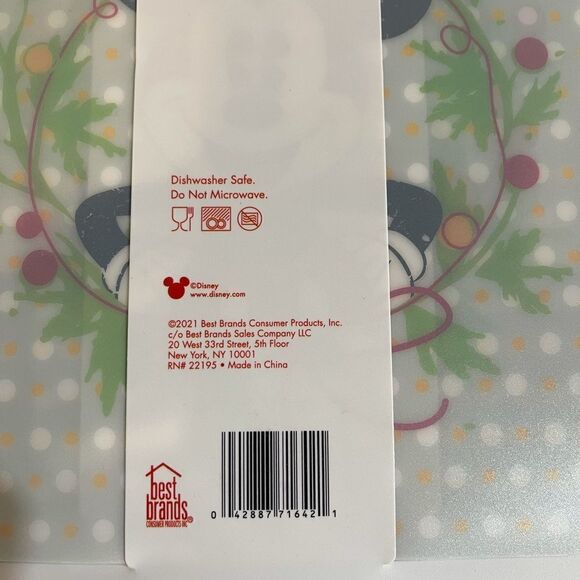 Dishwasher Safe.
Do Not Microwave.
©Disney
www.disney.com
©2021 Best Brands Consumer Products, Inc.
c/o Best Brands Sales Company LLC
20 West 33rd Street, 5th Floor
New York, NY 10001
RN# 22195 • Made in China
best
brands®
CONSUMER PRODUCTS INC
0 42887 71642 1